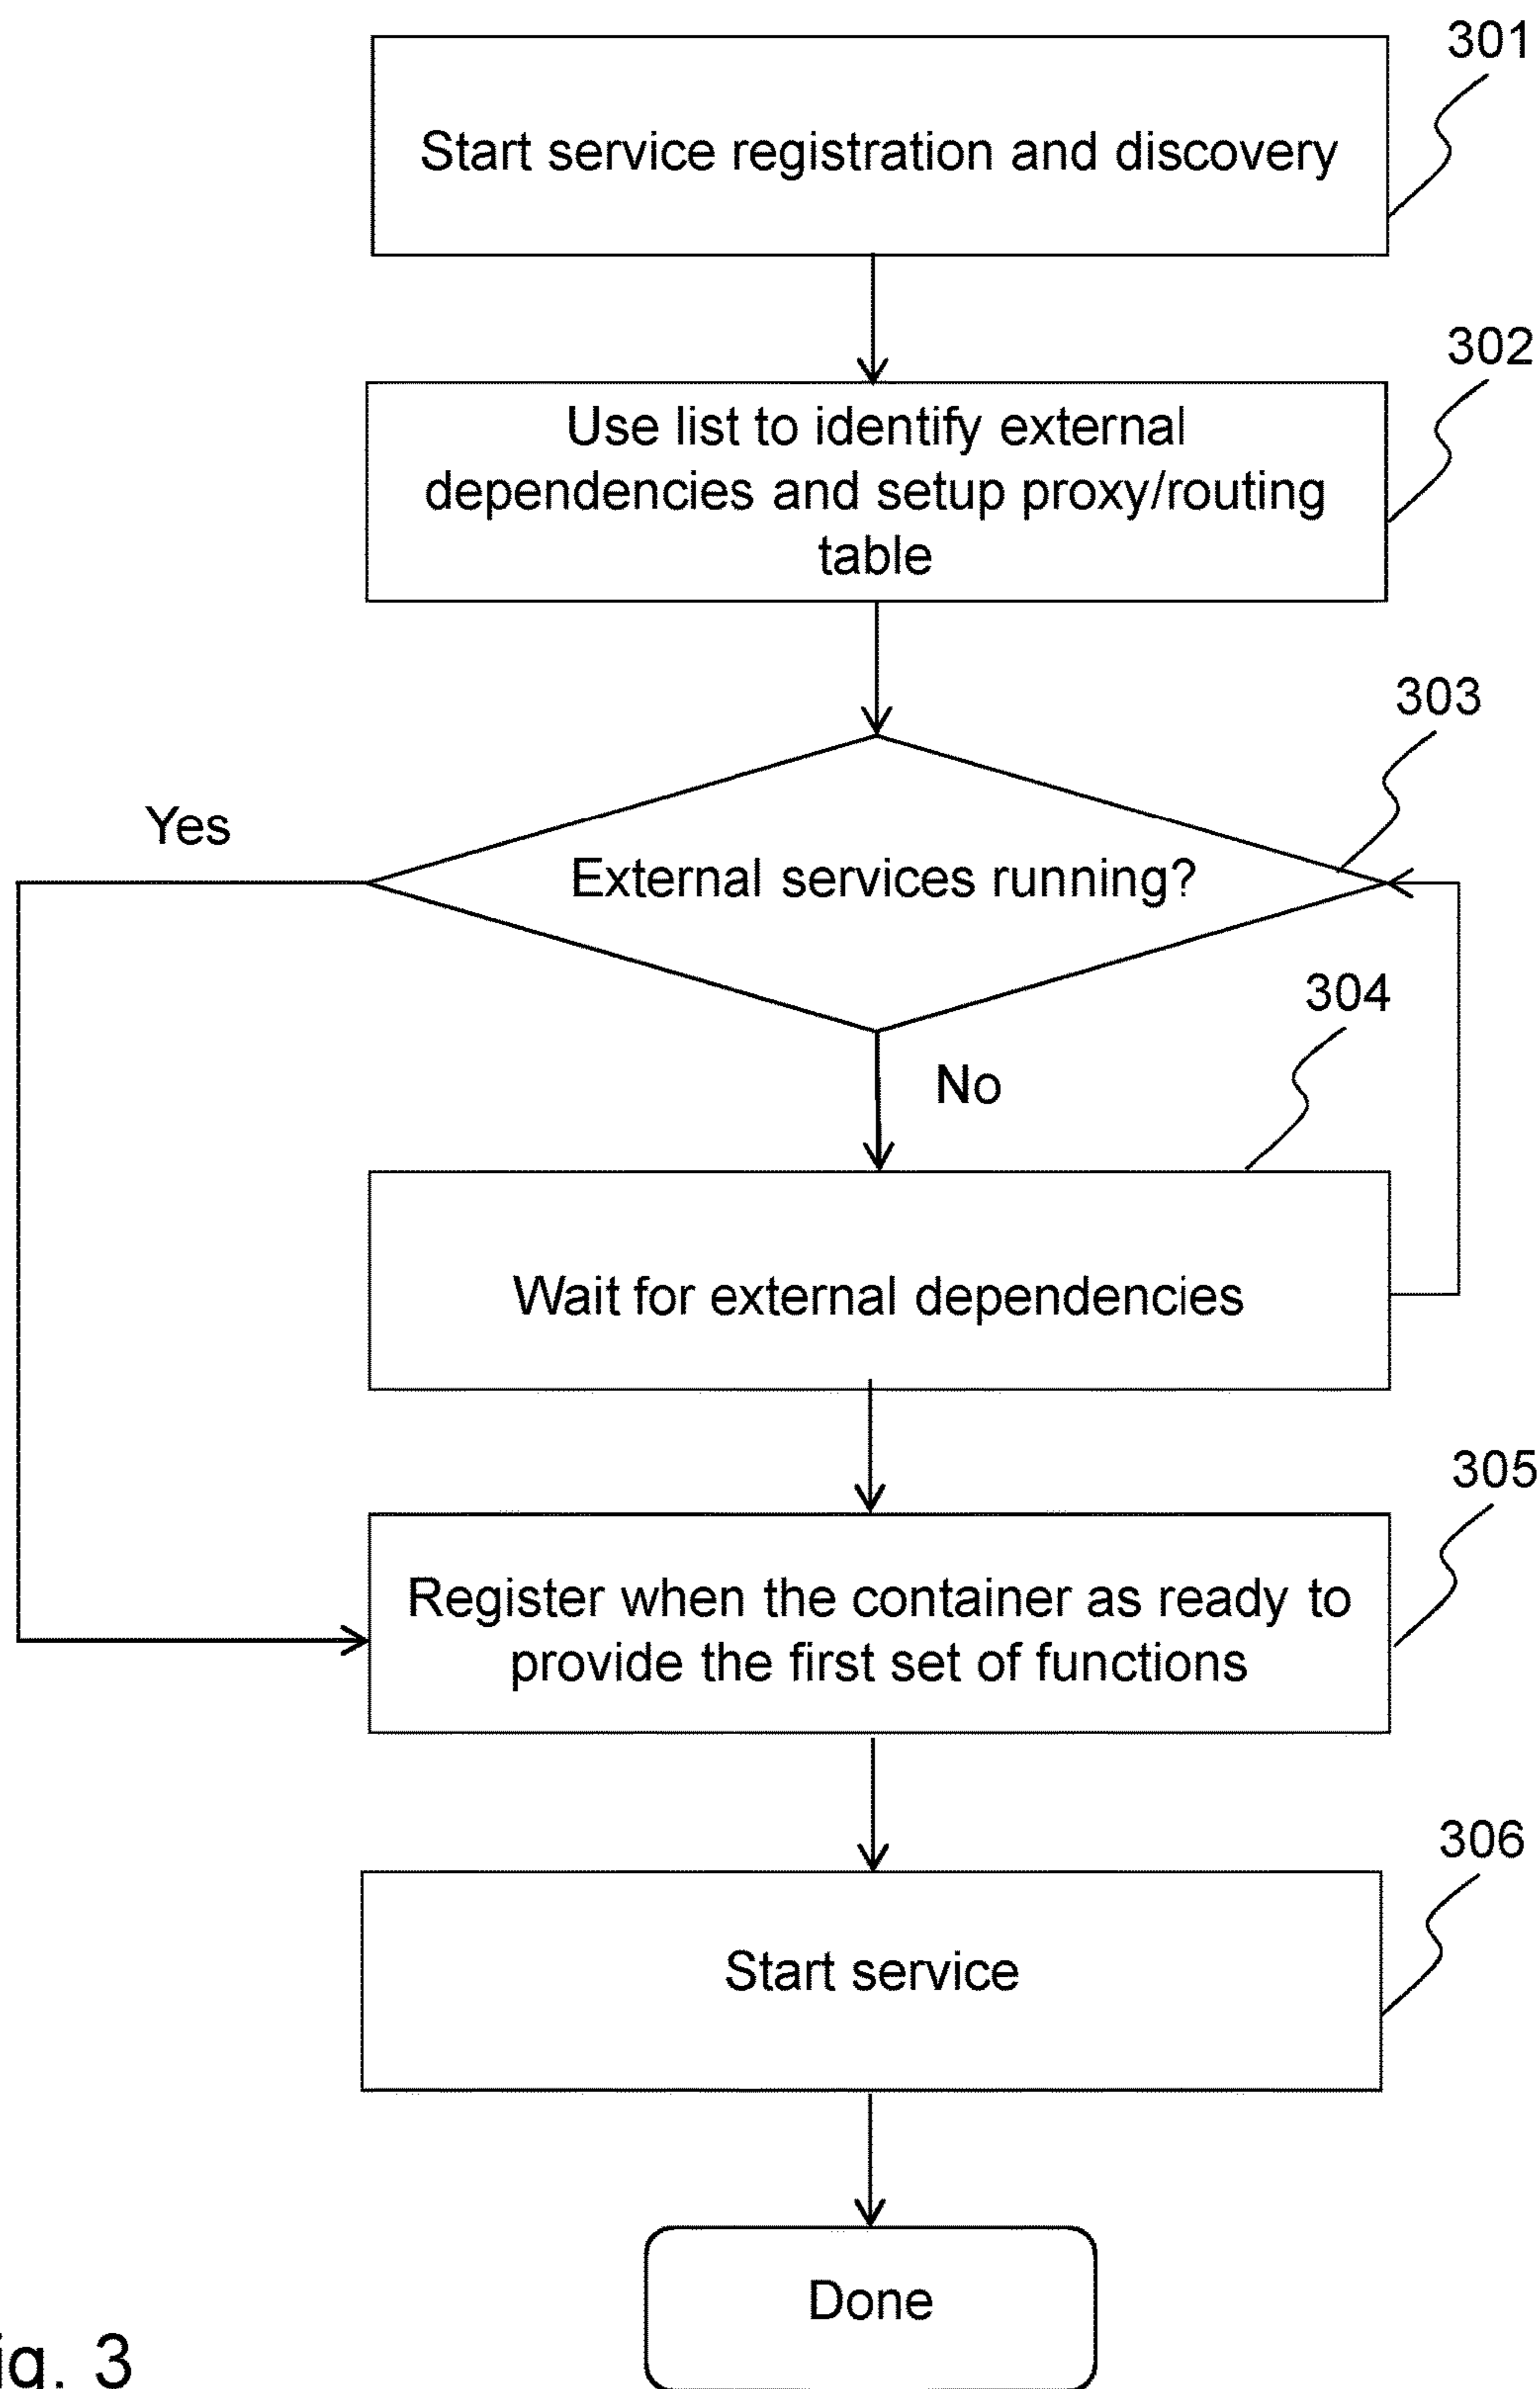 301
Start service registration and discovery
302
Use list to identify external
dependencies and setup proxy/routing
table
303
Yes
External services running?
304
No
Wait for external dependencies
305
Register when the container as ready to
provide the first set of functions
306
Start service
Done
ig. 3